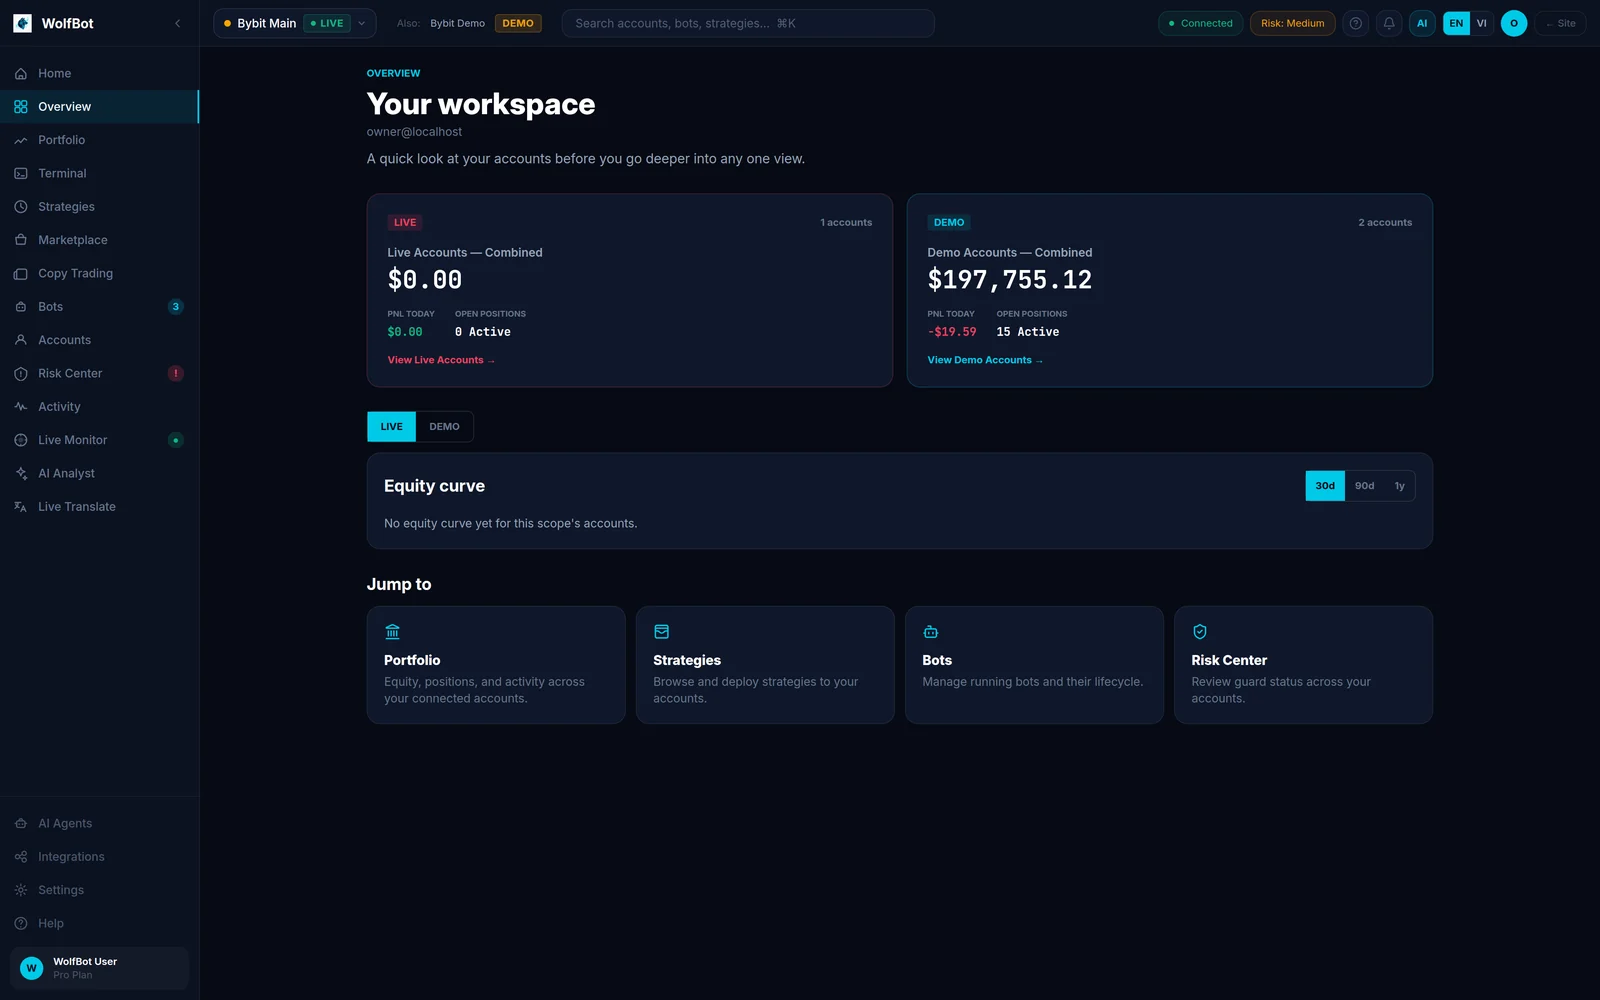 WolfBot
Bybit Main
LIVE
Also:
Bybit Demo
DEMO
Search accounts, bots, strategies... ⌘K
Connected
Risk: Medium
AI
EN
VI
O
← Site
Home
Overview
Portfolio
Terminal
Strategies
Marketplace
Copy Trading
Bots
3
Accounts
Risk Center
!
Activity
Live Monitor
AI Analyst
Live Translate
AI Agents
Integrations
Settings
Help
W
WolfBot User
Pro Plan
OVERVIEW
Your workspace
owner@localhost
A quick look at your accounts before you go deeper into any one view.
LIVE
1 accounts
Live Accounts — Combined
$0.00
PNL TODAY
OPEN POSITIONS
$0.00
0 Active
View Live Accounts →
DEMO
2 accounts
Demo Accounts — Combined
$197,755.12
PNL TODAY
OPEN POSITIONS
-$19.59
15 Active
View Demo Accounts →
LIVE
DEMO
Equity curve
30d
90d
1y
No equity curve yet for this scope's accounts.
Jump to
Portfolio
Equity, positions, and activity across
your connected accounts.
Strategies
Browse and deploy strategies to your
accounts.
Bots
Manage running bots and their lifecycle.
Risk Center
Review guard status across your
accounts.